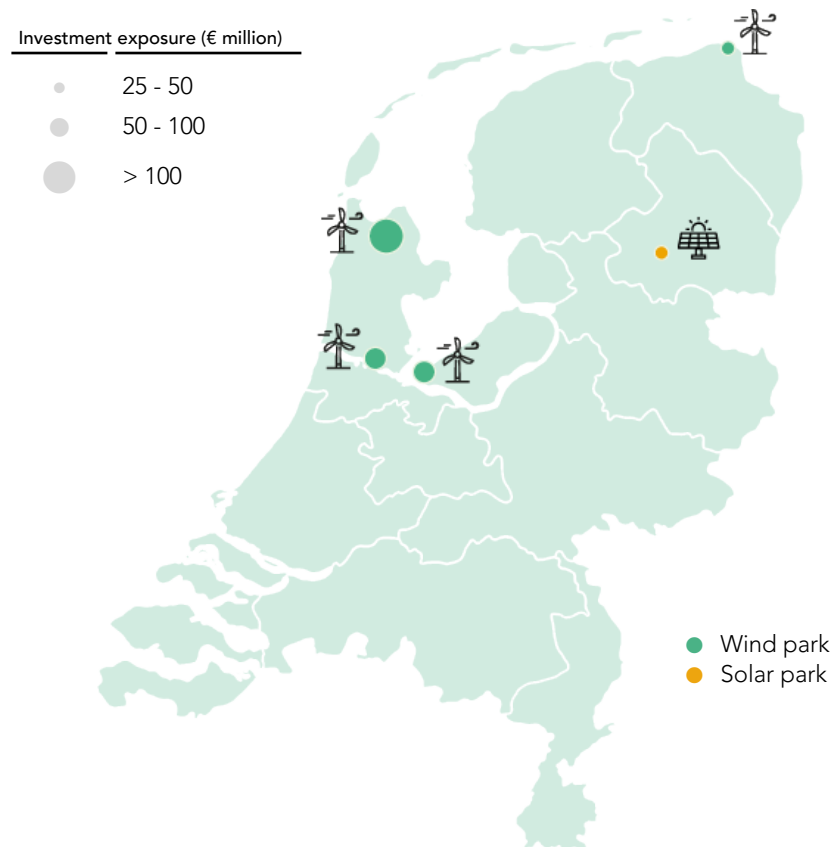 Investment exposure (€ million)
25 - 50
50 - 100
> 100
Wind park
Solar park